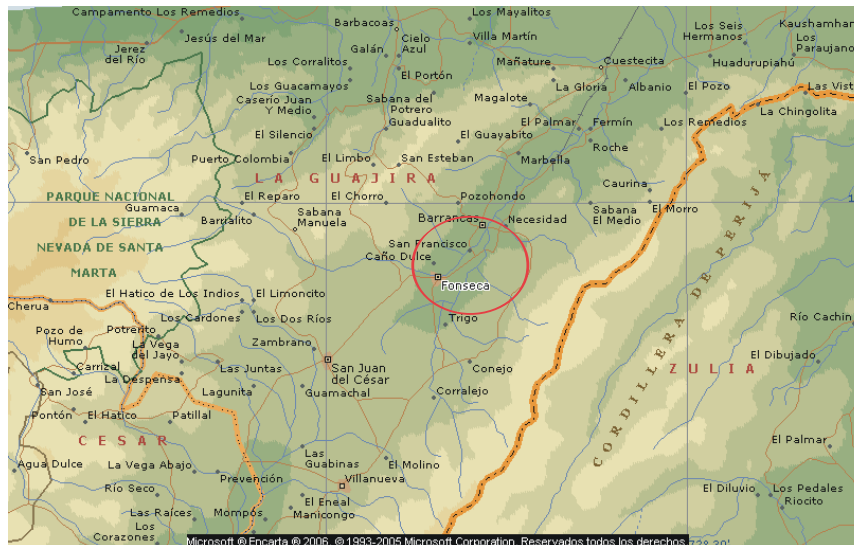 Campamento Los Remedios
Los Mayalitos
Barbacoas
Los Seis
Hermanos
Kaushamhan
Jerez
del Río
Jesús del Mar
Cielo
Azul
Villa Martín
Galán
Los
Paraujano
Los Corralitos
Mañature
Cuestecita
Huadurupiahú
El Portón
Los Guacamayos
La Gloria
Albanio
El Pozo
Las Vist
Caserío Juan
Y Medio
Sabana del
Potrero
Magalote
La Chingolita
El Silencio
Guadualito
El Guayabito
El Palmar
Fermín
Los Remedios
Roche
San Pedro
Puerto Colombia
El Limbo
San Esteban
Marbella
LA GUAJIRA
Caurina
PARQUE NACIONAL
DE LA SIERRA
NEVADA DE SANTA
MARTA
Guamaca
El Reparo
El Chorro
Pozohondo
Barrialito
Sabana
Manuela
Barrancas
Necesidad
Sabana
El Medio
El Morro
1
San Francisco
Caño Dulce
Fonseca
CORDILLERA DE PERIJÁ
Cherua
El Hatico de Los Indios
El Limoncito
Los Cardones
Los Dos Ríos
Trigo
Río Cachin
Pozo de
Humo
Potrerito
La Vega
del Jayo
Zambrano
El Dibujado
Carrizal
La Despensa
Las Juntas
San Juan
del César
Conejo
ZULIA
San José
Lagunita
Guamachal
Corralejo
Pontón
El Hatico
Patillal
CESAR
El Palmar
Agua Dulce
La Vega Abajo
Prevención
Las
Guabinas
El Molino
Villanueva
Río Seco
El Eneal
El Diluvio
Los Pedales
Riocito
Las Raíces
Mompós
Manicongo
Los
Corazones
Microsoft ® Encarta ® 2006. © 1993-2005 Microsoft Corporation. Reservados todos los derechos.